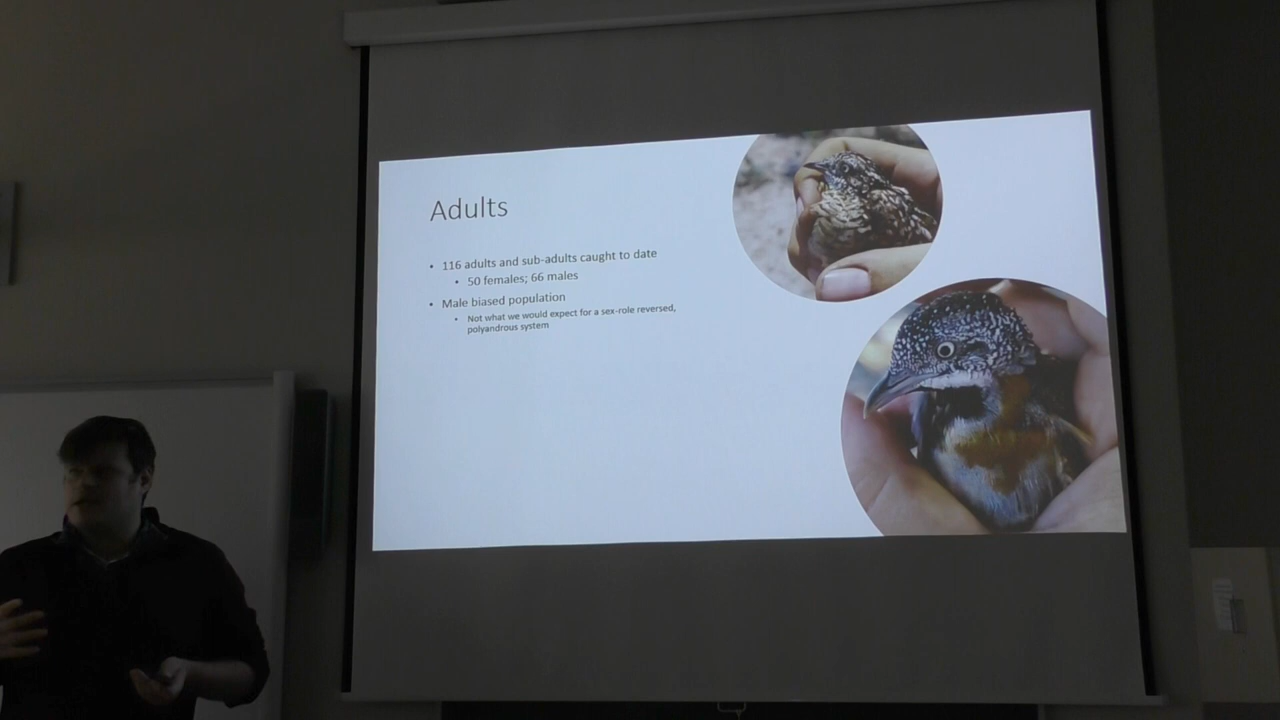 Adults
• 116 adults and sub-adults caught to date
• 50 females; 66 males
• Male biased population
• Not what we would expect for a sex-role reversed,
polyandrous system